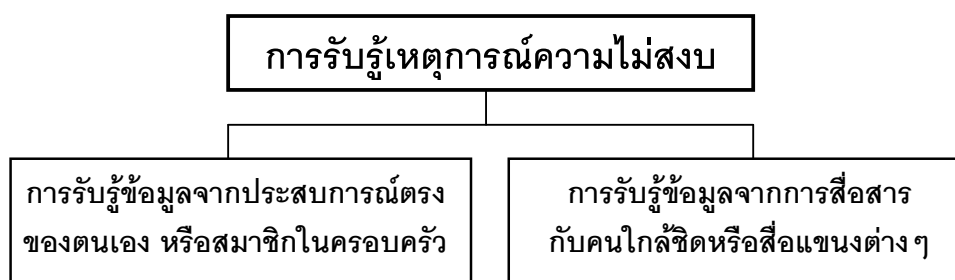 การรับรู้เหตุการณ์ความไม่สงบ
การรับรู้ข้อมูลจากประสบการณ์ตรง
ของตนเอง หรือสมาชิกในครอบครัว
การรับรู้ข้อมูลจากการสื่อสาร
กับคนใกล้ชิดหรือสื่อแขนงต่างๆ